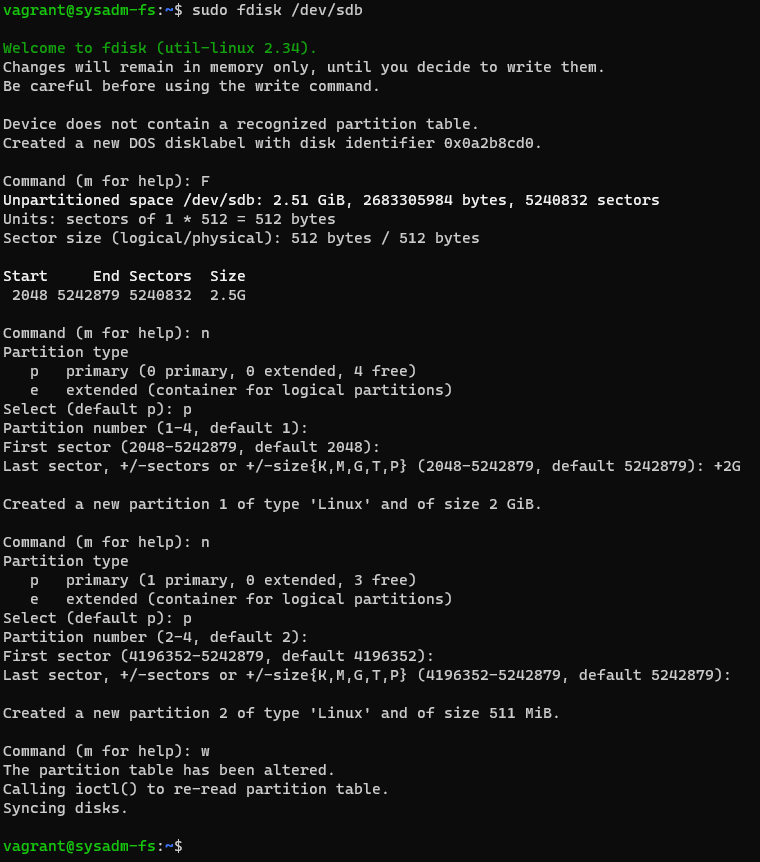 vagrant@sysadm-fs:~$ sudo fdisk /dev/sdb
Welcome to fdisk (util-linux 2.34).
Changes will remain in memory only, until you decide to write them.
Be careful before using the write command.
Device does not contain a recognized partition table.
Created a new DOS disklabel with disk identifier 0x0a2b8cd0.
Command (m for help): F
Unpartitioned space /dev/sdb: 2.51 GiB, 2683305984 bytes, 5240832 sectors
Units: sectors of 1 * 512 = 512 bytes
Sector size (logical/physical): 512 bytes / 512 bytes
Start     End Sectors  Size
 2048 5242879 5240832  2.5G
Command (m for help): n
Partition type
   p   primary (0 primary, 0 extended, 4 free)
   e   extended (container for logical partitions)
Select (default p): p
Partition number (1-4, default 1):
First sector (2048-5242879, default 2048):
Last sector, +/-sectors or +/-size{K,M,G,T,P} (2048-5242879, default 5242879): +2G
Created a new partition 1 of type 'Linux' and of size 2 GiB.
Command (m for help): n
Partition type
   p   primary (1 primary, 0 extended, 3 free)
   e   extended (container for logical partitions)
Select (default p): p
Partition number (2-4, default 2):
First sector (4196352-5242879, default 4196352):
Last sector, +/-sectors or +/-size{K,M,G,T,P} (4196352-5242879, default 5242879):
Created a new partition 2 of type 'Linux' and of size 511 MiB.
Command (m for help): w
The partition table has been altered.
Calling ioctl() to re-read partition table.
Syncing disks.
vagrant@sysadm-fs:~$